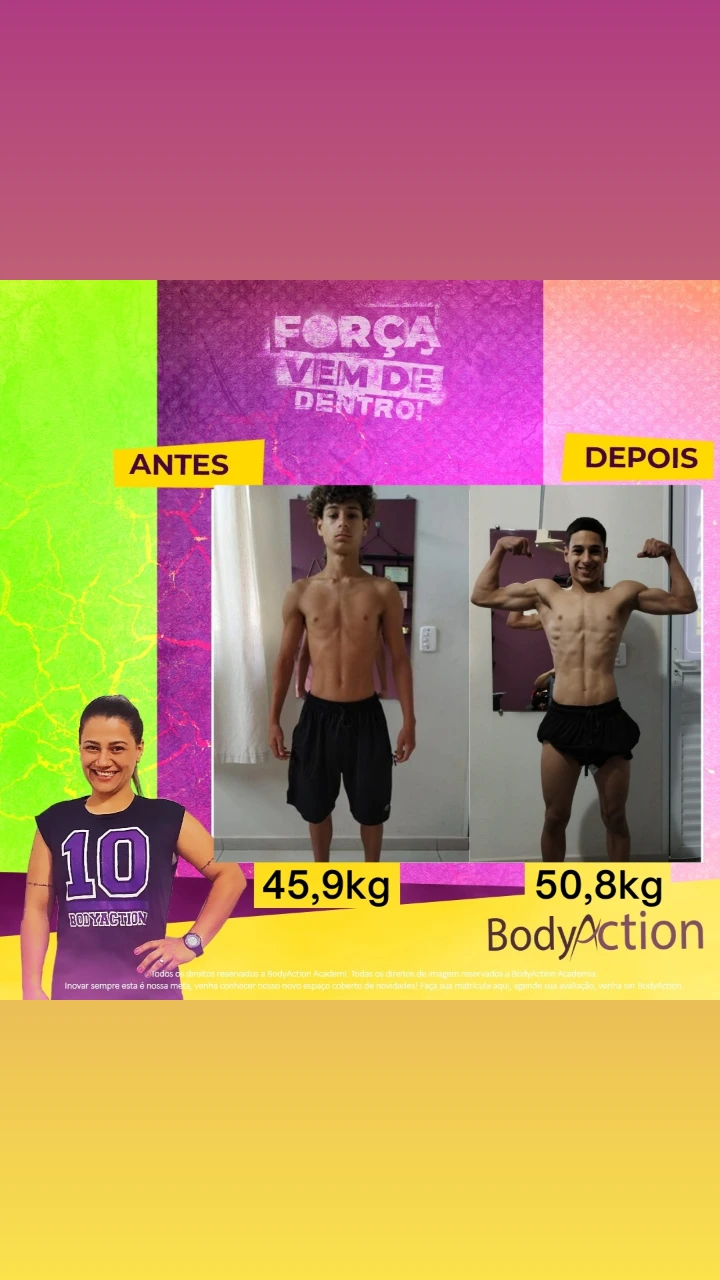 FORÇA
VEM DE
DENTRO!
ANTES
DEPOIS
45,9kg
50,8kg
10
BODYACTION
BodyAction
Todos os direitos reservados a BodyAction Academi. Todas os direitos de imagem reservados a BodyAction Academia
Inovar sempre esta é nossa meta, venha conhecer nosso novo espaço coberto de novidades! Faça sua matrícula aqui, agende sua avaliação, venha ser BodyAction.